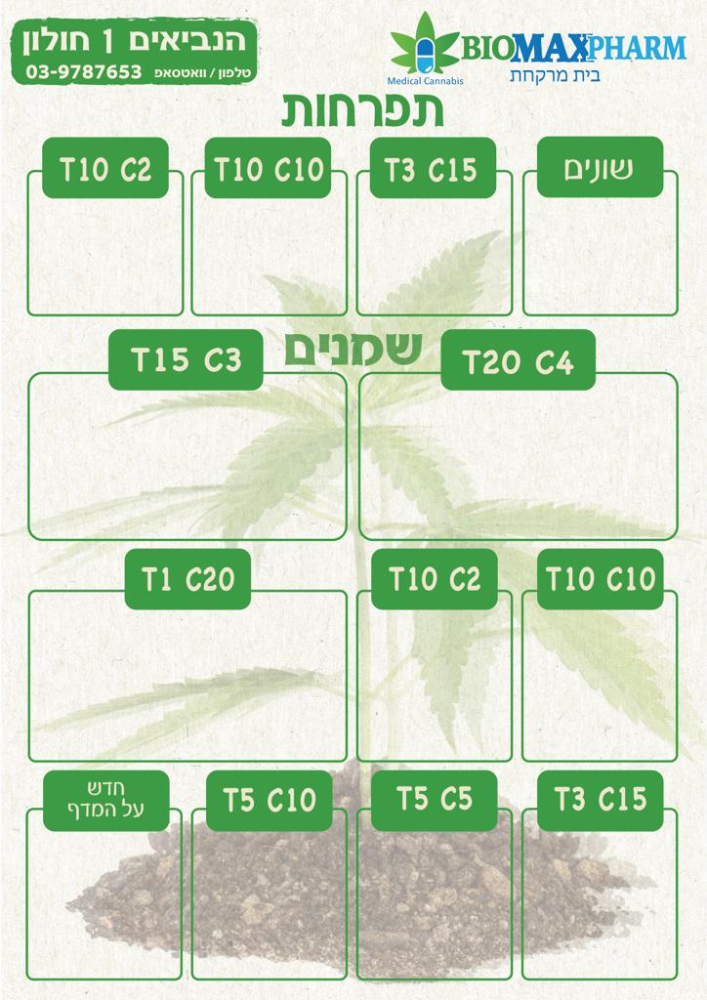 הנביאים 1 חולון
טלפון / וואטסאפ 03-9787653
BIOMAXPHARM
Medical Cannabis
בית מרקחת
תפרחות
שונים
T3 C15
T10 C10
T10 C2
שמנים
T20 C4
T15 C3
T10 C10
T10 C2
T1 C20
T3 C15
T5 C5
T5 C10
חדש
על המדף